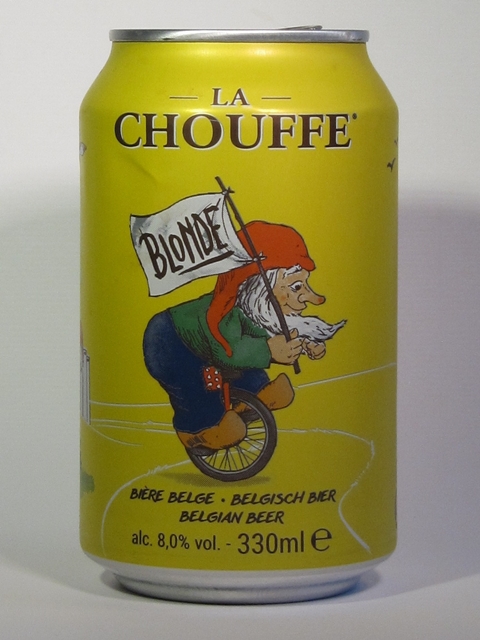 LA
CHOUFFE
BLONDE
BIÈRE BELGE · BELGISCH BIER
BELGIAN BEER
alc. 8,0% vol. - 330ml e